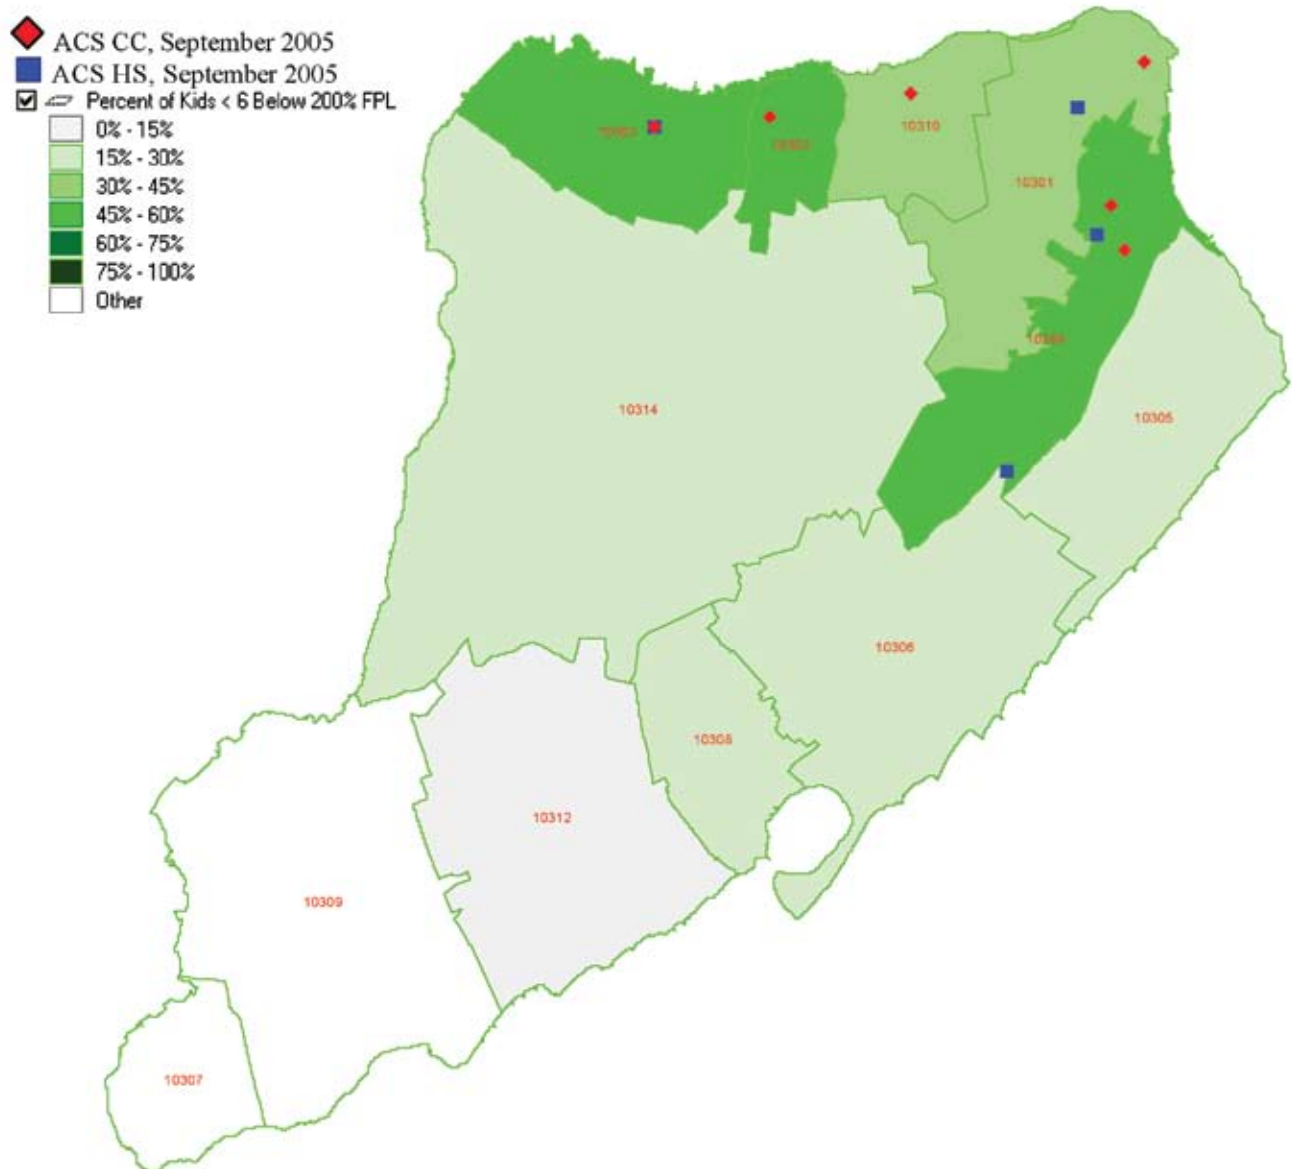 ACS CC, September 2005
ACS HS, September 2005
Percent of Kids < 6 Below 200% FPL
0% - 15%
15% - 30%
30% - 45%
45% - 60%
60% - 75%
75% - 100%
Other
10310
10301
10314
10305
10306
10308
10312
10309
10307